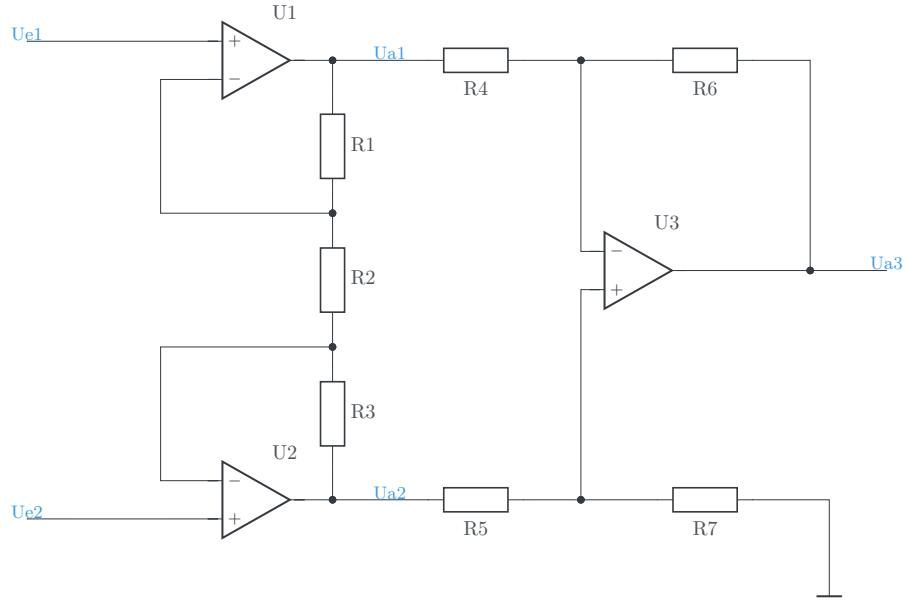 U1
Ue1
+
−
Ua1
R4
R6
R1
U3
−
+
Ua3
R2
R3
U2
−
+
Ue2
Ua2
R5
R7